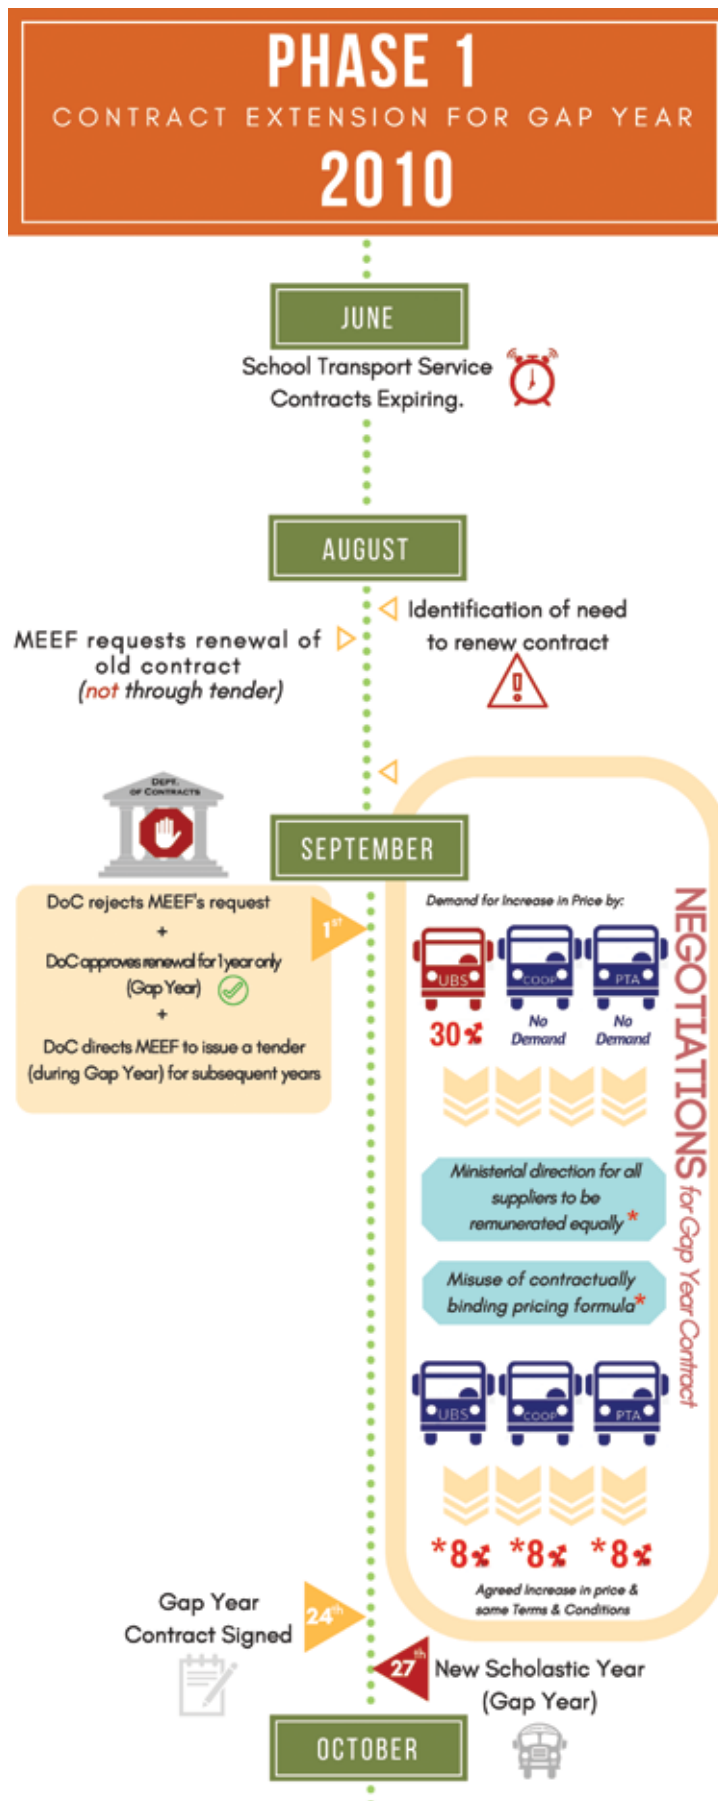 PHASE 1
CONTRACT EXTENSION FOR GAP YEAR
2010
JUNE
School Transport Service
Contracts Expiring.
AUGUST
Identification of need
to renew contract
MEEF requests renewal of
old contract
(not through tender)
DEPT.
OF CONTRACTS
SEPTEMBER
DoC rejects MEEF's request
+
DoC approves renewal for 1 year only
(Gap Year)
+
DoC directs MEEF to issue a tender
(during Gap Year) for subsequent years
1ST
NEGOTIATIONS for Gap Year Contract
Demand for Increase in Price by:
UBS COOP PTA
30% No Demand No Demand
Ministerial direction for all
suppliers to be
remunerated equally *
Misuse of contractually
binding pricing formula*
UBS COOP PTA
*8% *8% *8%
Agreed Increase in price &
same Terms & Conditions
Gap Year
Contract Signed
24th
27th
New Scholastic Year
(Gap Year)
OCTOBER